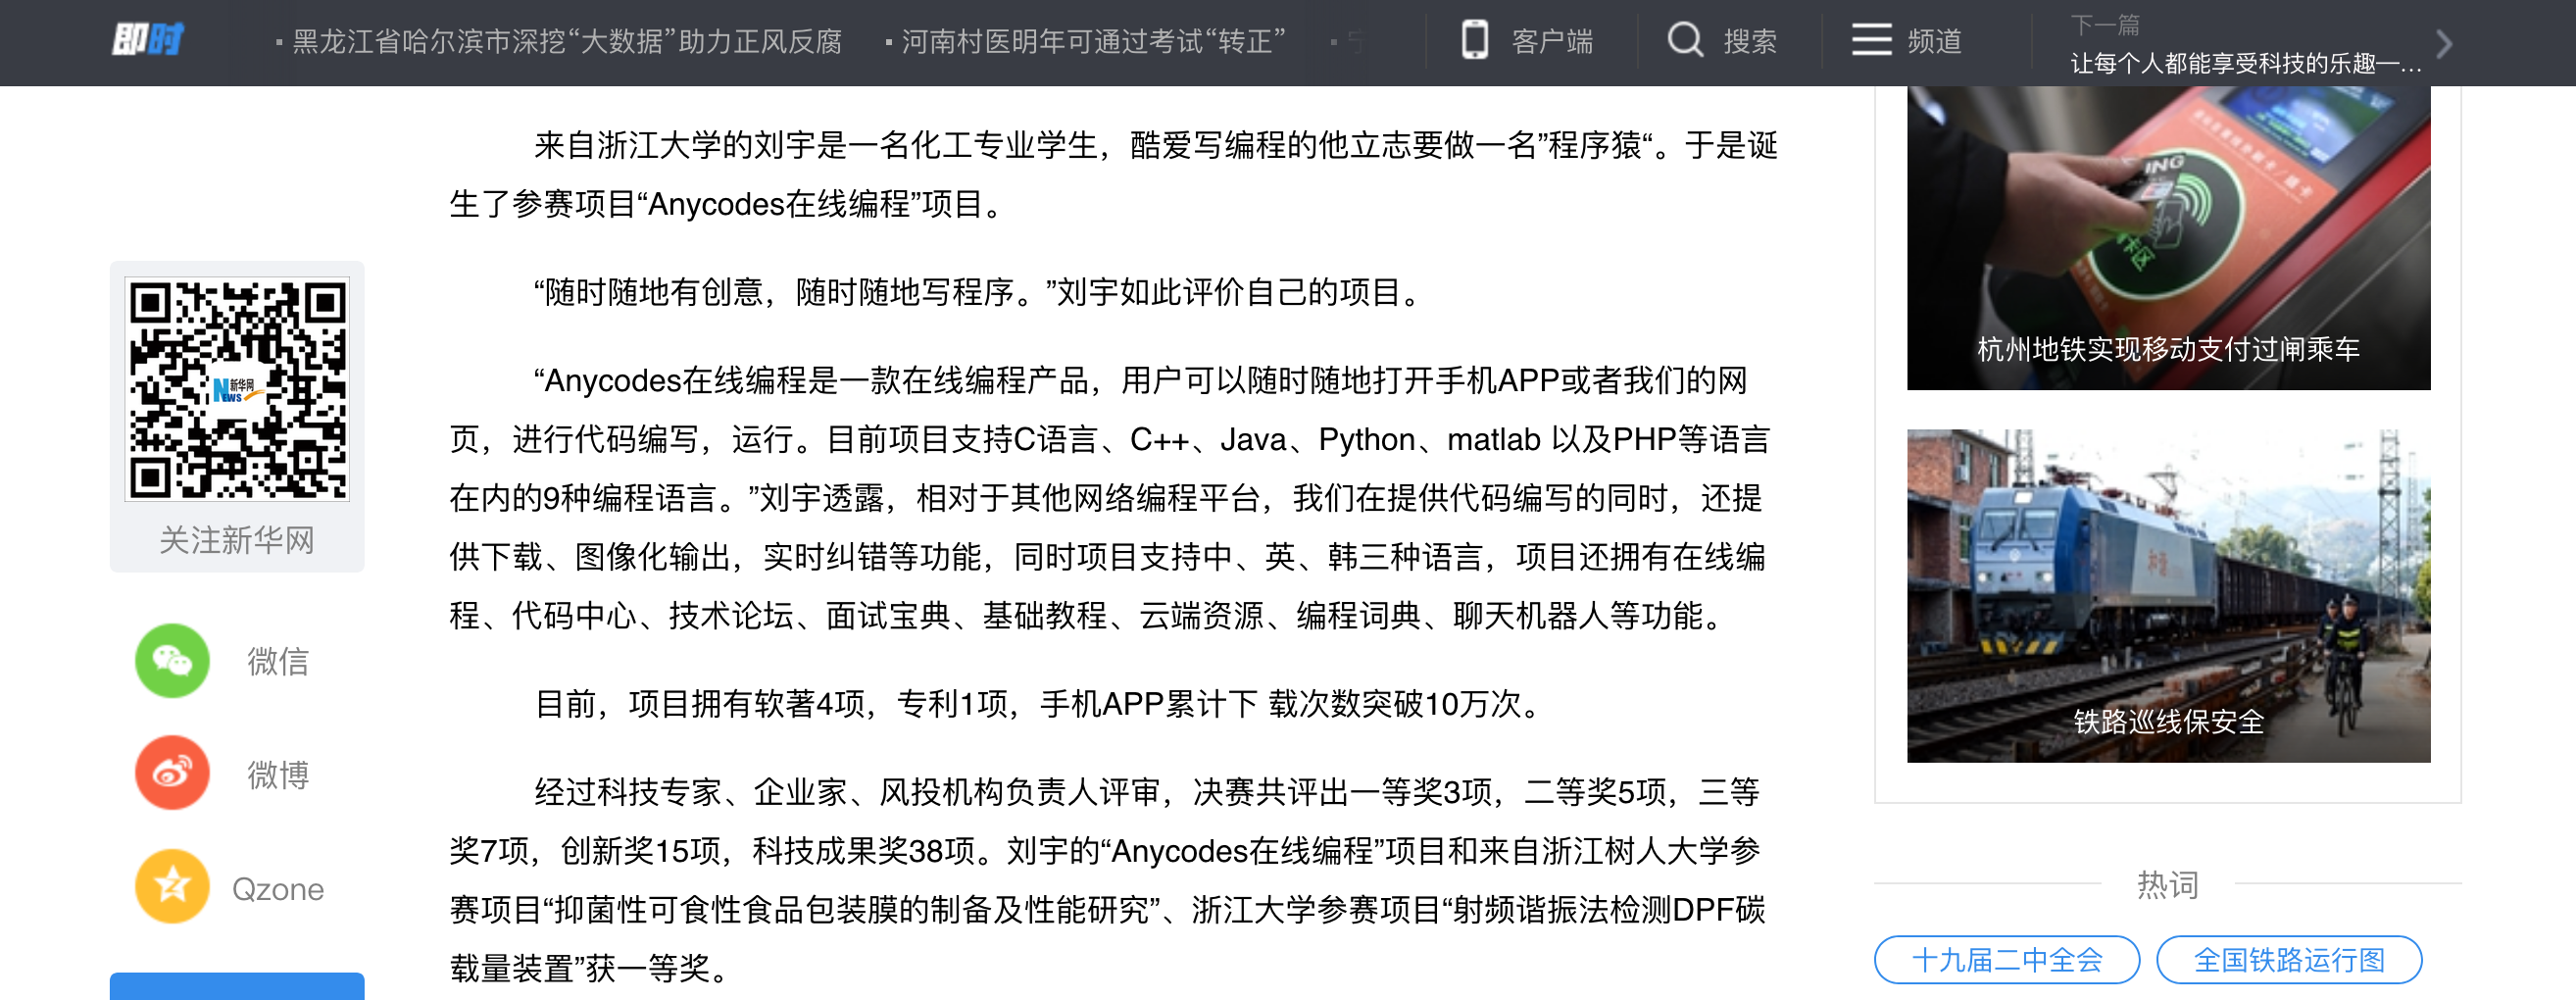 即时
黑龙江省哈尔滨市深挖“大数据”助力正风反腐
河南村医明年可通过考试“转正”
客户端
搜索
频道
下一篇
让每个人都能享受科技的乐趣—...
来自浙江大学的刘宇是一名化工专业学生，酷爱写编程的他立志要做一名”程序猿“。于是诞
生了参赛项目“Anycodes在线编程”项目。
“随时随地有创意，随时随地写程序。”刘宇如此评价自己的项目。
“Anycodes在线编程是一款在线编程产品，用户可以随时随地打开手机APP或者我们的网
页，进行代码编写，运行。目前项目支持C语言、C++、Java、Python、matlab 以及PHP等语言
在内的9种编程语言。”刘宇透露，相对于其他网络编程平台，我们在提供代码编写的同时，还提
供下载、图像化输出，实时纠错等功能，同时项目支持中、英、韩三种语言，项目还拥有在线编
程、代码中心、技术论坛、面试宝典、基础教程、云端资源、编程词典、聊天机器人等功能。
目前，项目拥有软著4项，专利1项，手机APP累计下 载次数突破10万次。
经过科技专家、企业家、风投机构负责人评审，决赛共评出一等奖3项，二等奖5项，三等
奖7项，创新奖15项，科技成果奖38项。刘宇的“Anycodes在线编程”项目和来自浙江树人大学参
赛项目“抑菌性可食性食品包装膜的制备及性能研究”、浙江大学参赛项目“射频谐振法检测DPF碳
载量装置”获一等奖。
新华网
NEWS
关注新华网
微信
微博
Qzone
ING
卡区
杭州地铁实现移动支付过闸乘车
和谐
铁路巡线保安全
热词
十九届二中全会
全国铁路运行图